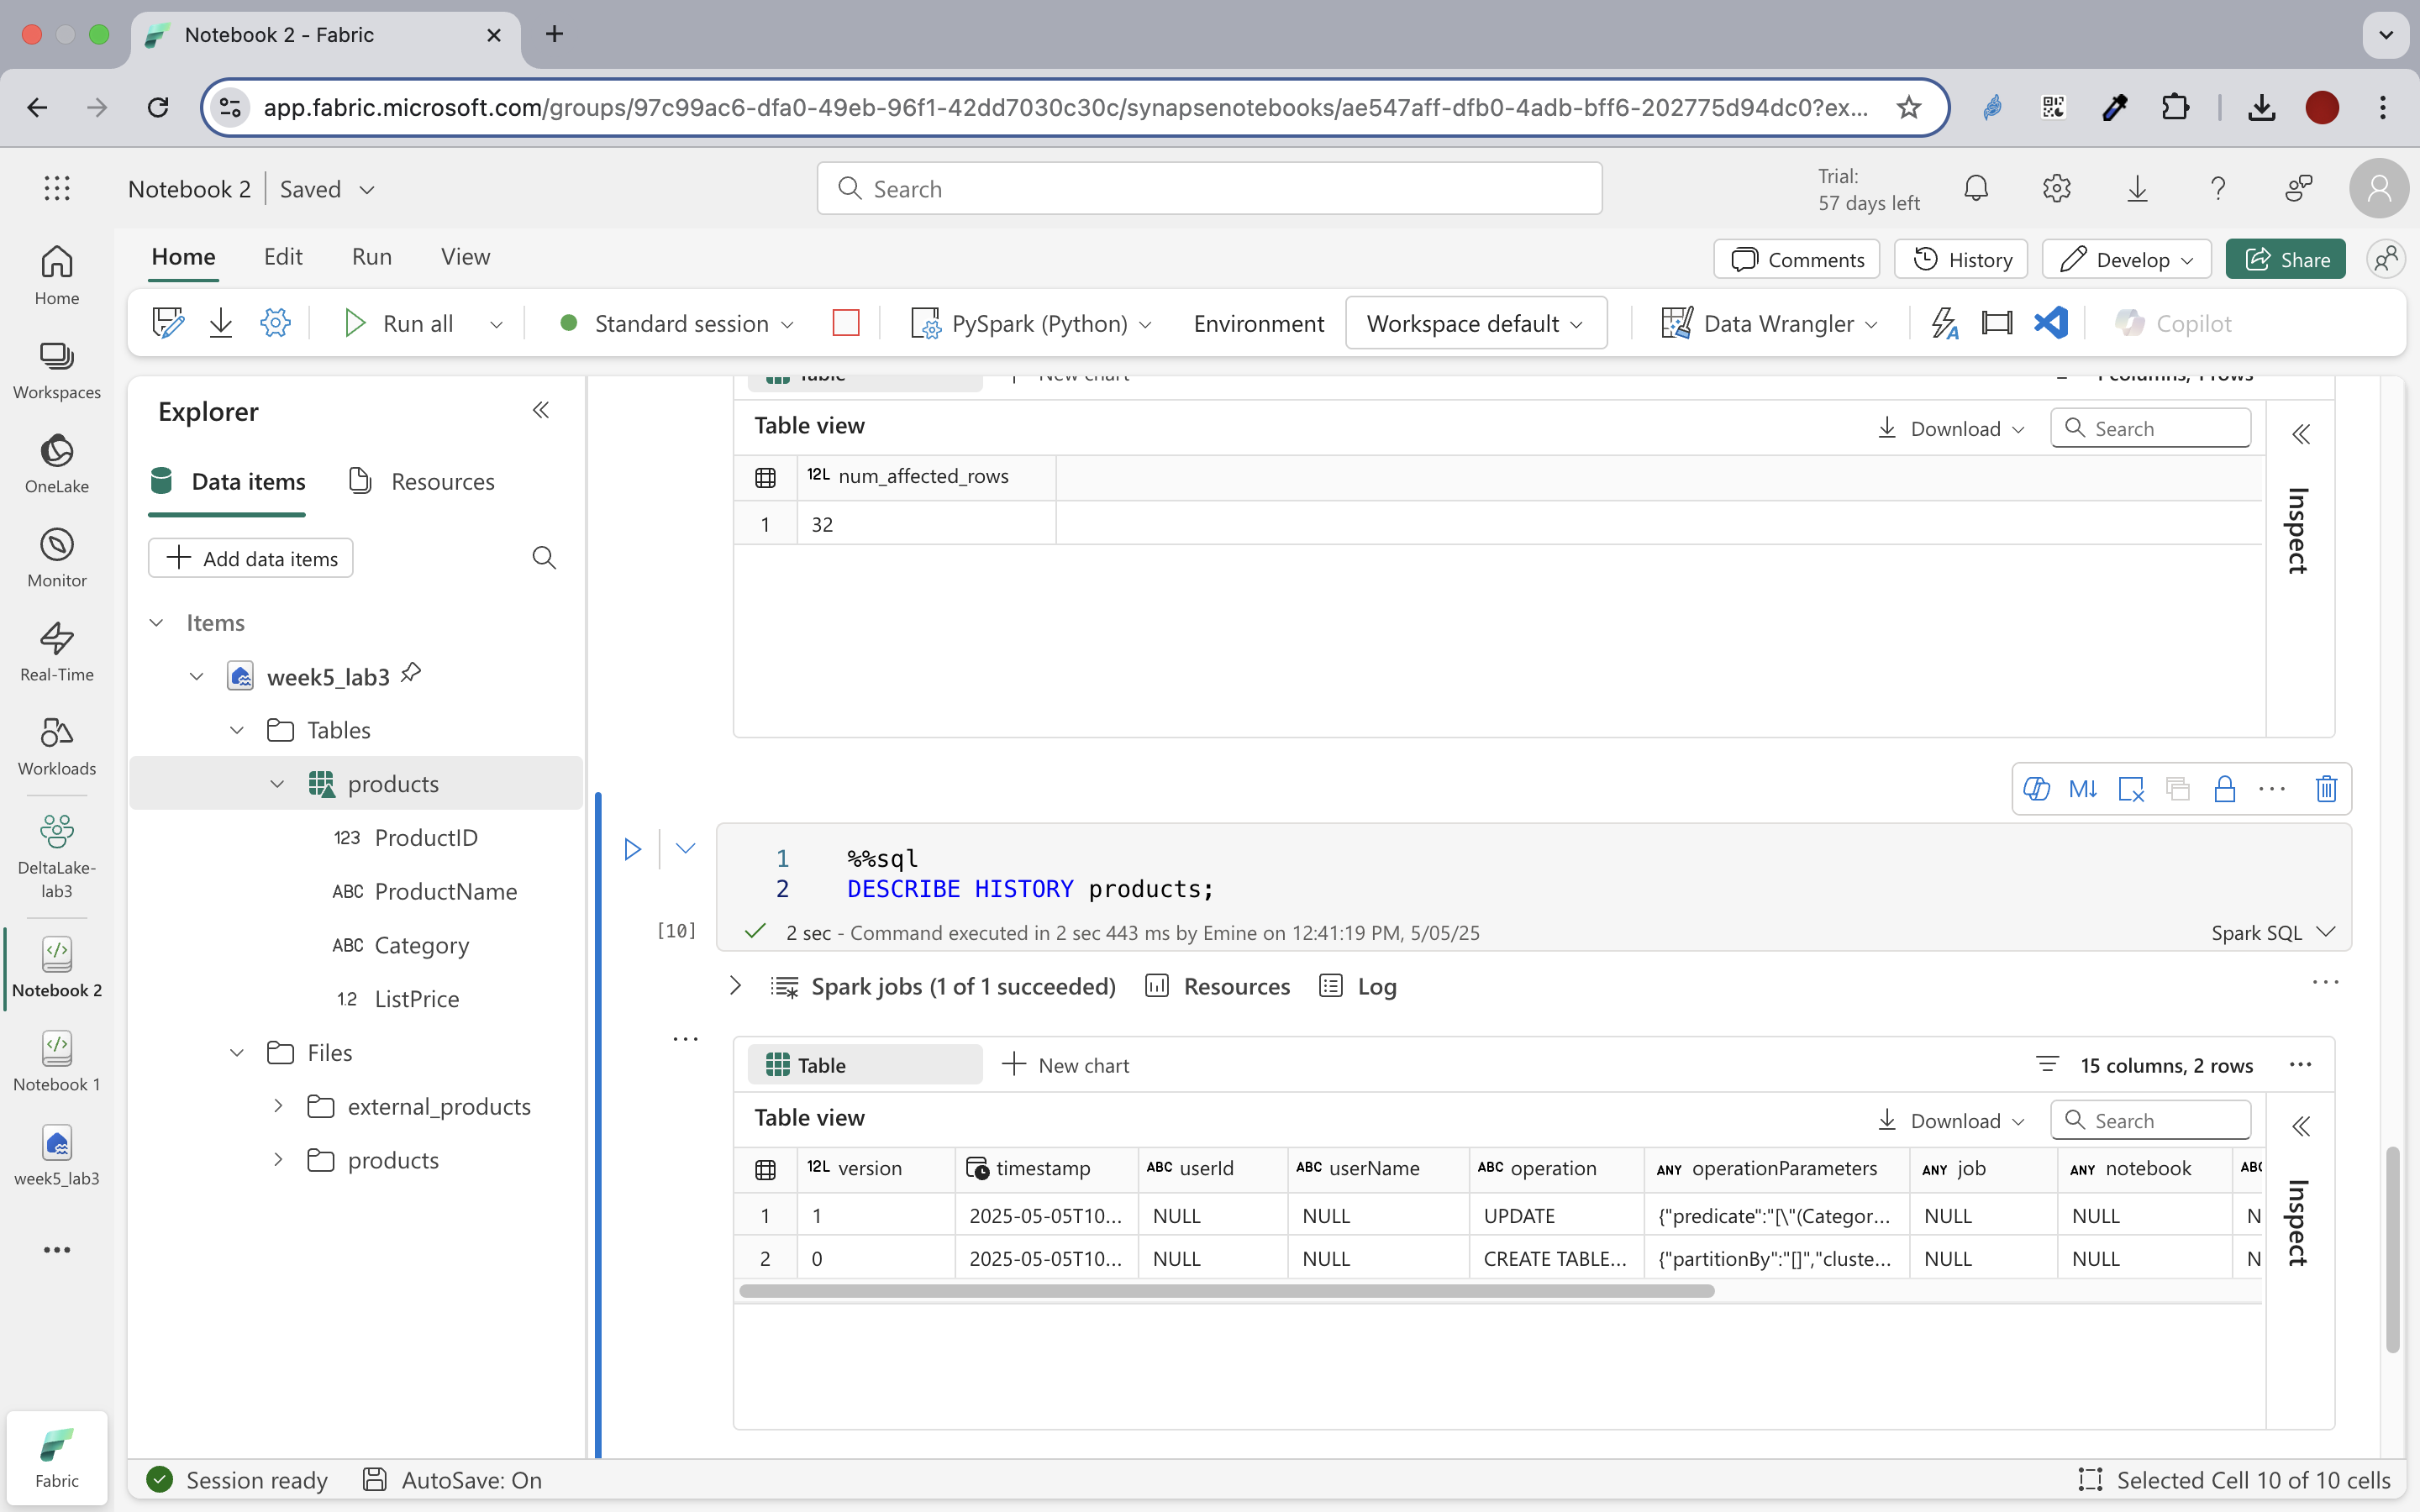 Notebook 2 - Fabric
app.fabric.microsoft.com/groups/97c99ac6-dfa0-49eb-96f1-42dd7030c30c/synapsenotebooks/ae547aff-dfb0-4adb-bff6-202775d94dc0?ex...
Notebook 2 Saved
Search
Trial:
57 days left
Home Edit Run View
Comments History Develop Share
Run all Standard session PySpark (Python) Environment Workspace default Data Wrangler Copilot
Home
Workspaces
OneLake
Monitor
Real-Time
Workloads
DeltaLake-
lab3
Notebook 2
Notebook 1
week5_lab3
Fabric
Explorer
Data items Resources
Add data items
Items
week5_lab3
Tables
products
123 ProductID
ABC ProductName
ABC Category
1.2 ListPrice
Files
external_products
products
Table New chart 1 columns, 1 rows
Table view Download Search
12L num_affected_rows
1 32
Inspect
M↓
1 %%sql
2 DESCRIBE HISTORY products;
[10] 2 sec - Command executed in 2 sec 443 ms by Emine on 12:41:19 PM, 5/05/25 Spark SQL
Spark jobs (1 of 1 succeeded) Resources Log
Table New chart 15 columns, 2 rows
Table view Download Search
12L version timestamp ABC userId ABC userName ABC operation ANY operationParameters ANY job ANY notebook ABC
1 1 2025-05-05T10... NULL NULL UPDATE {"predicate":"[\"(Categor... NULL NULL N
2 0 2025-05-05T10... NULL NULL CREATE TABLE... {"partitionBy":"[]","cluste... NULL NULL N
Inspect
Session ready AutoSave: On Selected Cell 10 of 10 cells